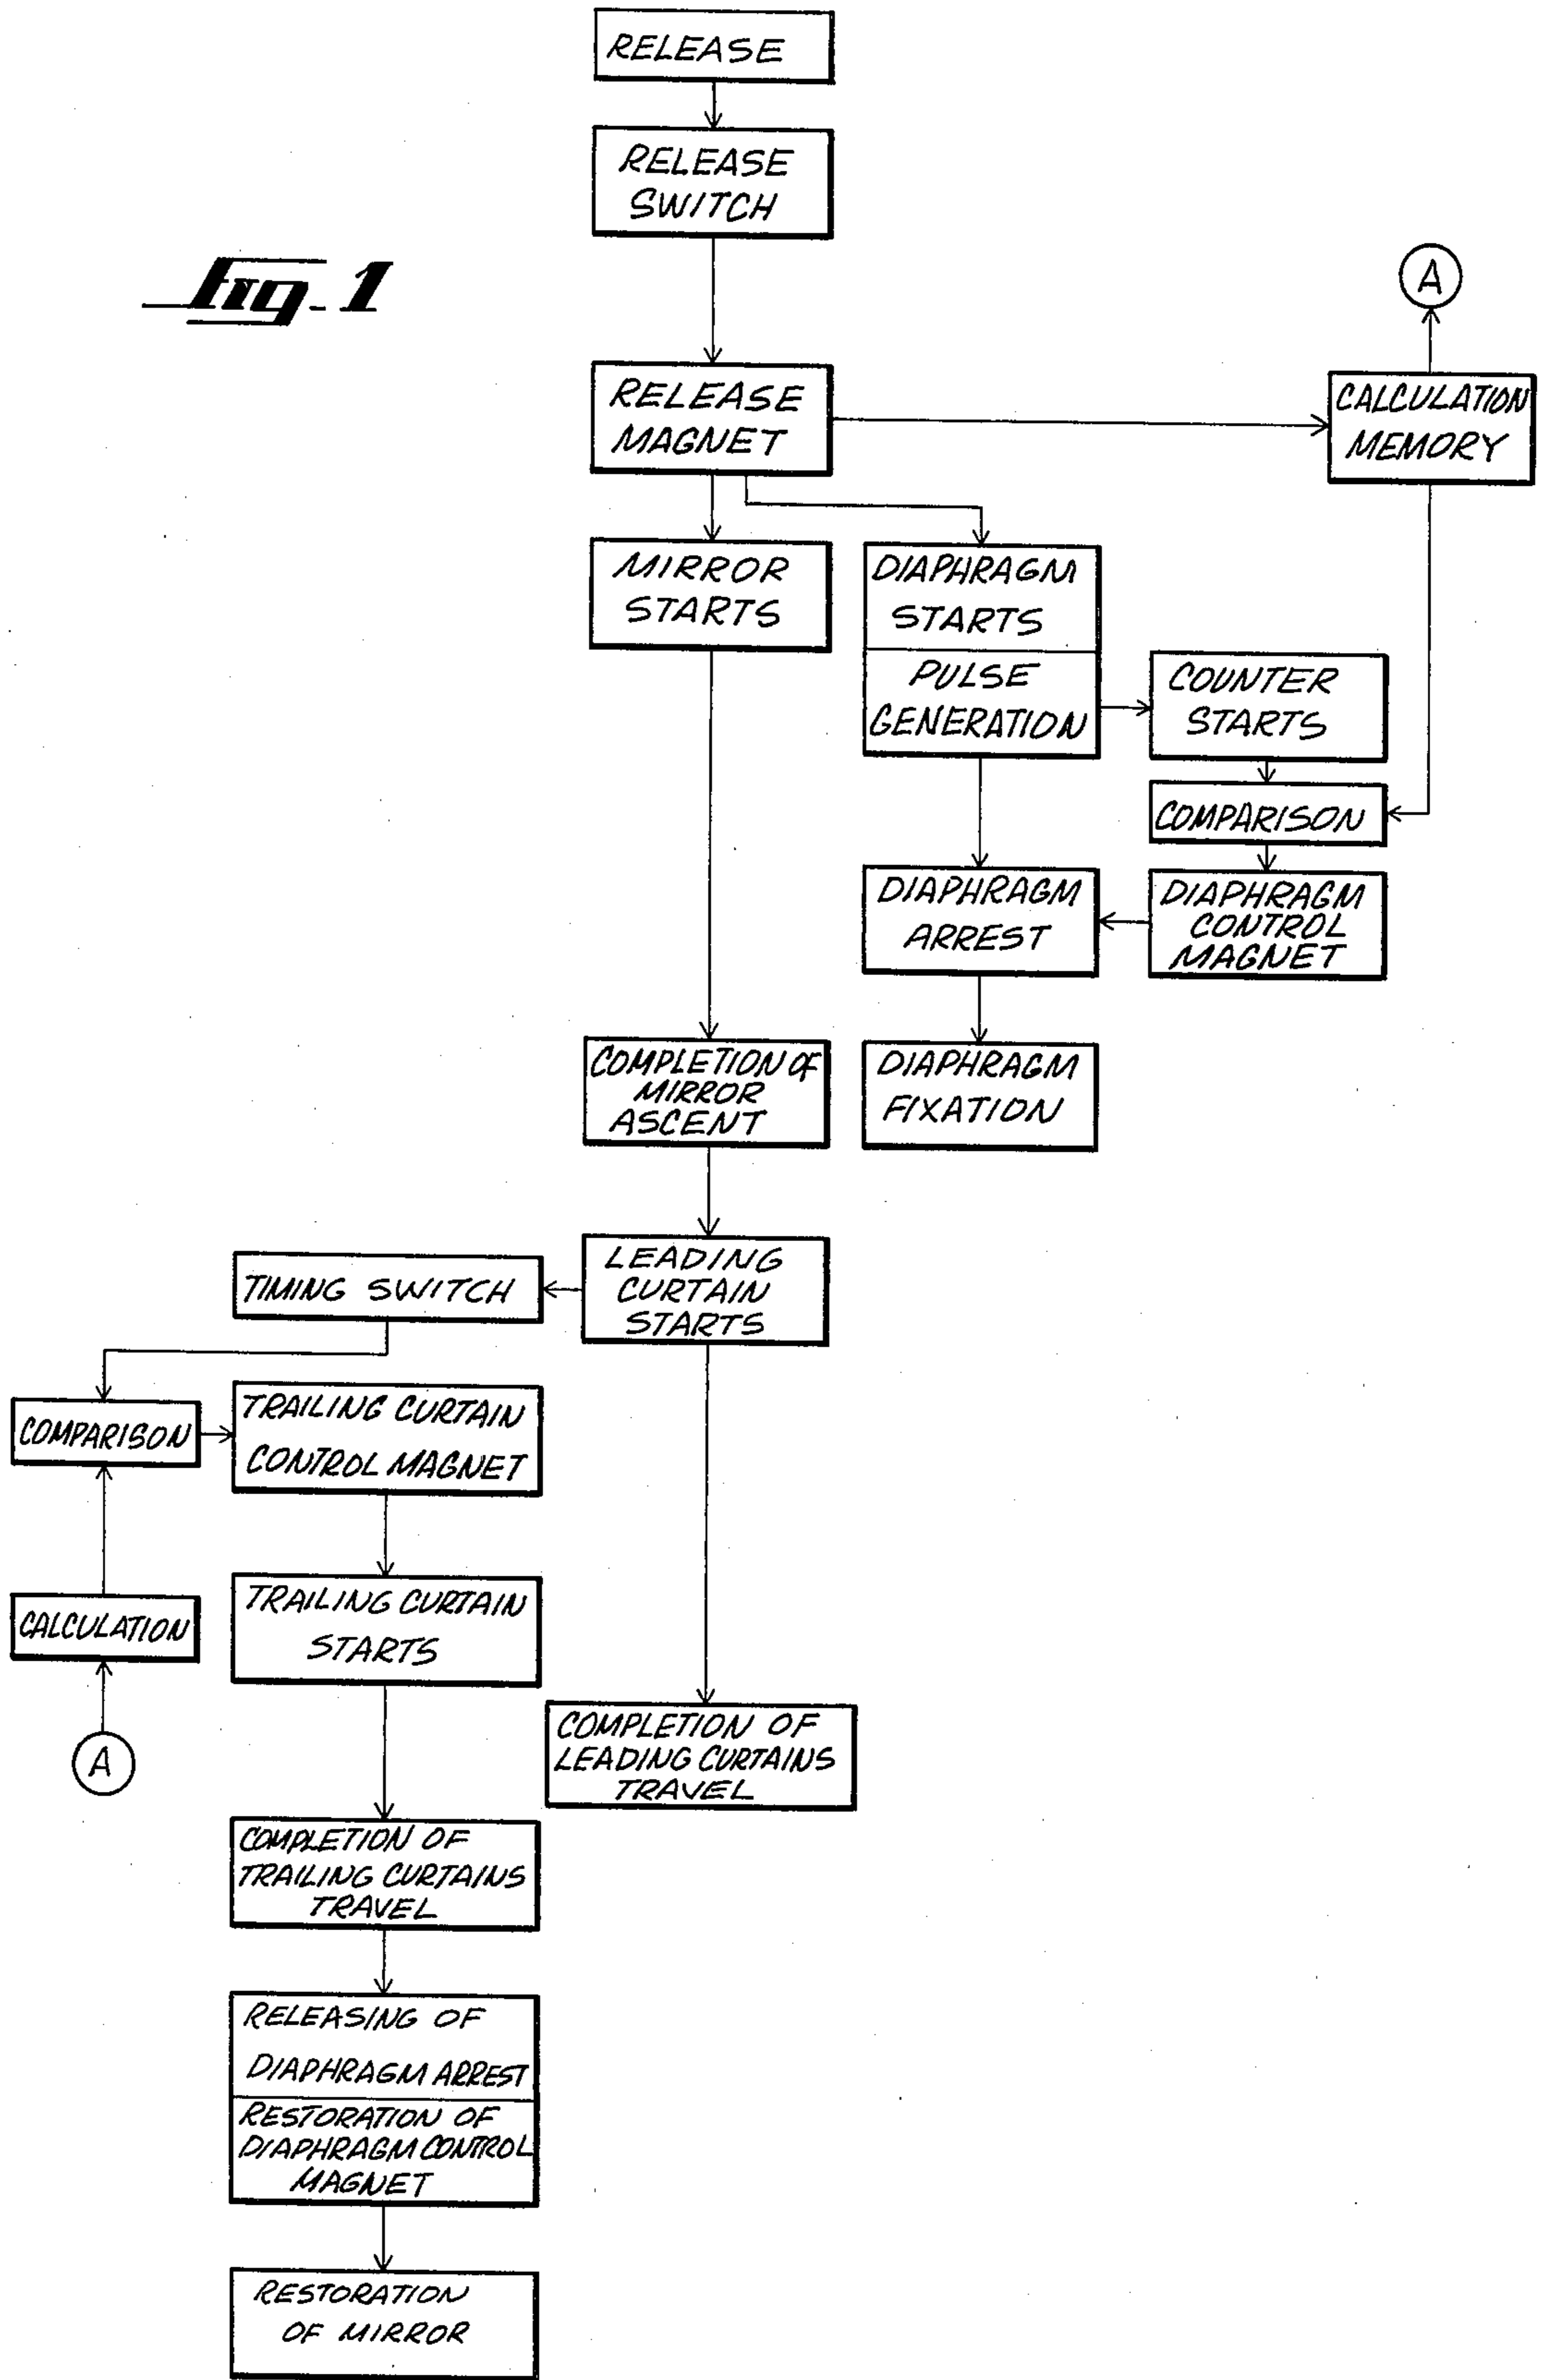 RELEASE
RELEASE
SWITCH
Fig. 1
A
RELEASE
MAGNET
CALCULATION
MEMORY
MIRROR
STARTS
DIAPHRAGM
STARTS
PULSE
GENERATION
COUNTER
STARTS
COMPARISON
DIAPHRAGM
ARREST
DIAPHRAGM
CONTROL
MAGNET
COMPLETION OF
MIRROR
ASCENT
DIAPHRAGM
FIXATION
TIMING SWITCH
LEADING
CURTAIN
STARTS
COMPARISON
TRAILING CURTAIN
CONTROL MAGNET
CALCULATION
TRAILING CURTAIN
STARTS
A
COMPLETION OF
LEADING CURTAINS
TRAVEL
COMPLETION OF
TRAILING CURTAINS
TRAVEL
RELEASING OF
DIAPHRAGM ARREST
RESTORATION OF
DIAPHRAGM CONTROL
MAGNET
RESTORATION
OF MIRROR